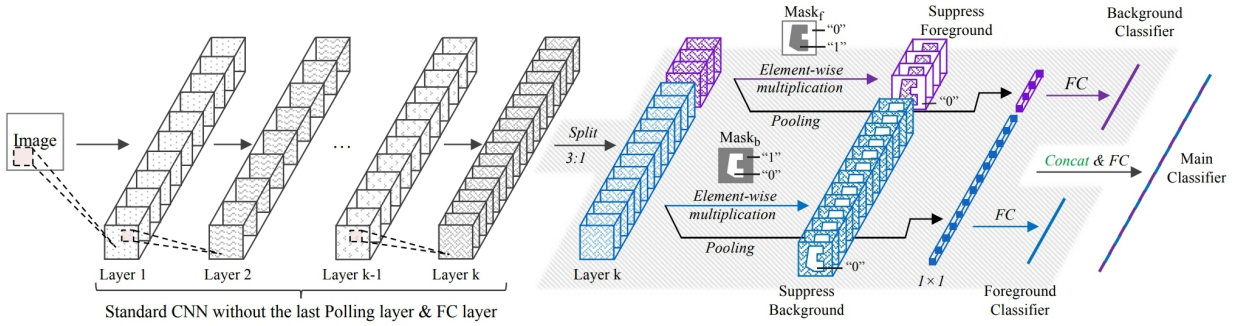 Image
Layer 1
Layer 2
...
Layer k-1
Layer k
Standard CNN without the last Polling layer & FC layer
Split
3:1
Layer k
Mask_f
"0"
"1"
Element-wise
multiplication
Pooling
Suppress
Foreground
"0"
Mask_b
"1"
"0"
Element-wise
multiplication
Pooling
"0"
Suppress
Background
1×1
FC
Background
Classifier
FC
Foreground
Classifier
Concat & FC
Main
Classifier